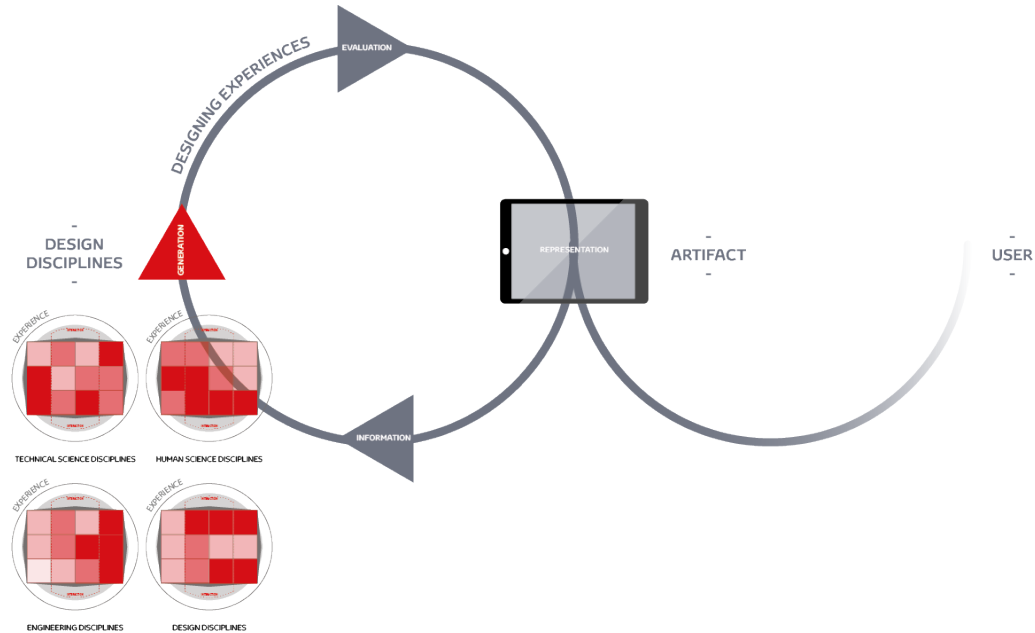 EVALUATION
DESIGNING EXPERIENCES
GENERATION
REPRESENTATION
-
DESIGN
DISCIPLINES
-
-
ARTIFACT
-
-
USER
-
INFORMATION
EXPERIENCE
EXPERIENCE
TECHNICAL SCIENCE DISCIPLINES
HUMAN SCIENCE DISCIPLINES
EXPERIENCE
EXPERIENCE
ENGINEERING DISCIPLINES
DESIGN DISCIPLINES